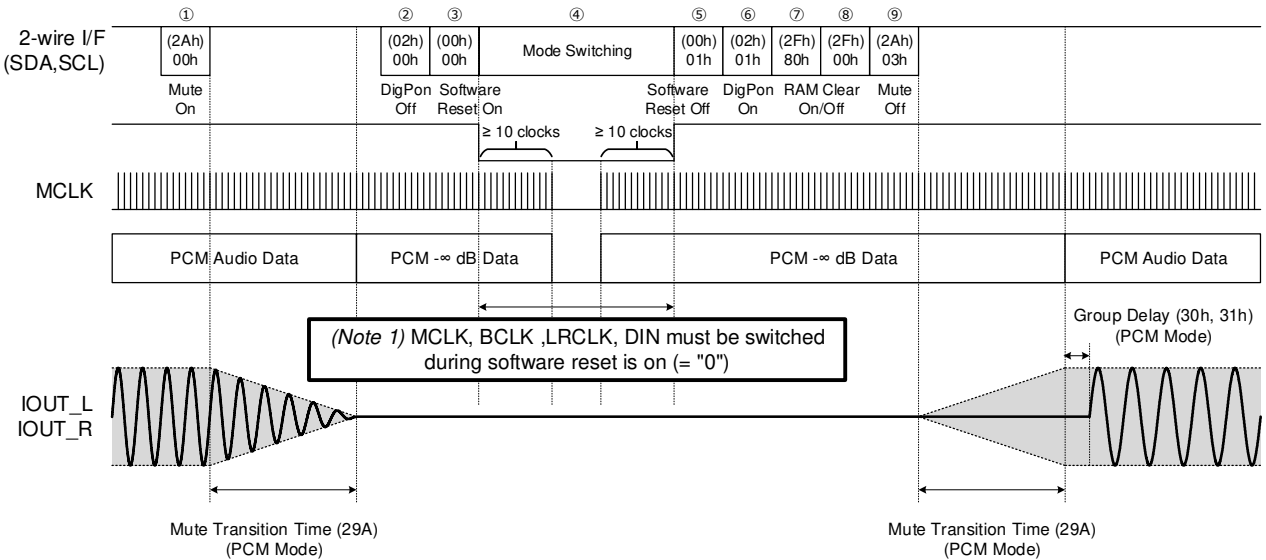 ① ② ③ ④ ⑤ ⑥ ⑦ ⑧ ⑨
2-wire I/F
(SDA,SCL)
(2Ah)
00h
(02h)
00h
(00h)
00h
Mode Switching
(00h)
01h
(02h)
01h
(2Fh)
80h
(2Fh)
00h
(2Ah)
03h
Mute
On
DigPon
Off
Software
Reset On
Software
Reset Off
DigPon
On
RAM Clear
On/Off
Mute
Off
≥ 10 clocks
≥ 10 clocks
MCLK
PCM Audio Data
PCM -∞ dB Data
PCM -∞ dB Data
PCM Audio Data
(Note 1) MCLK, BCLK ,LRCLK, DIN must be switched
during software reset is on (= "0")
Group Delay (30h, 31h)
(PCM Mode)
IOUT_L
IOUT_R
Mute Transition Time (29A)
(PCM Mode)
Mute Transition Time (29A)
(PCM Mode)